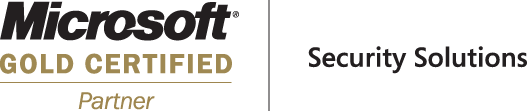 Microsoft®
GOLD CERTIFIED
Partner
Security Solutions